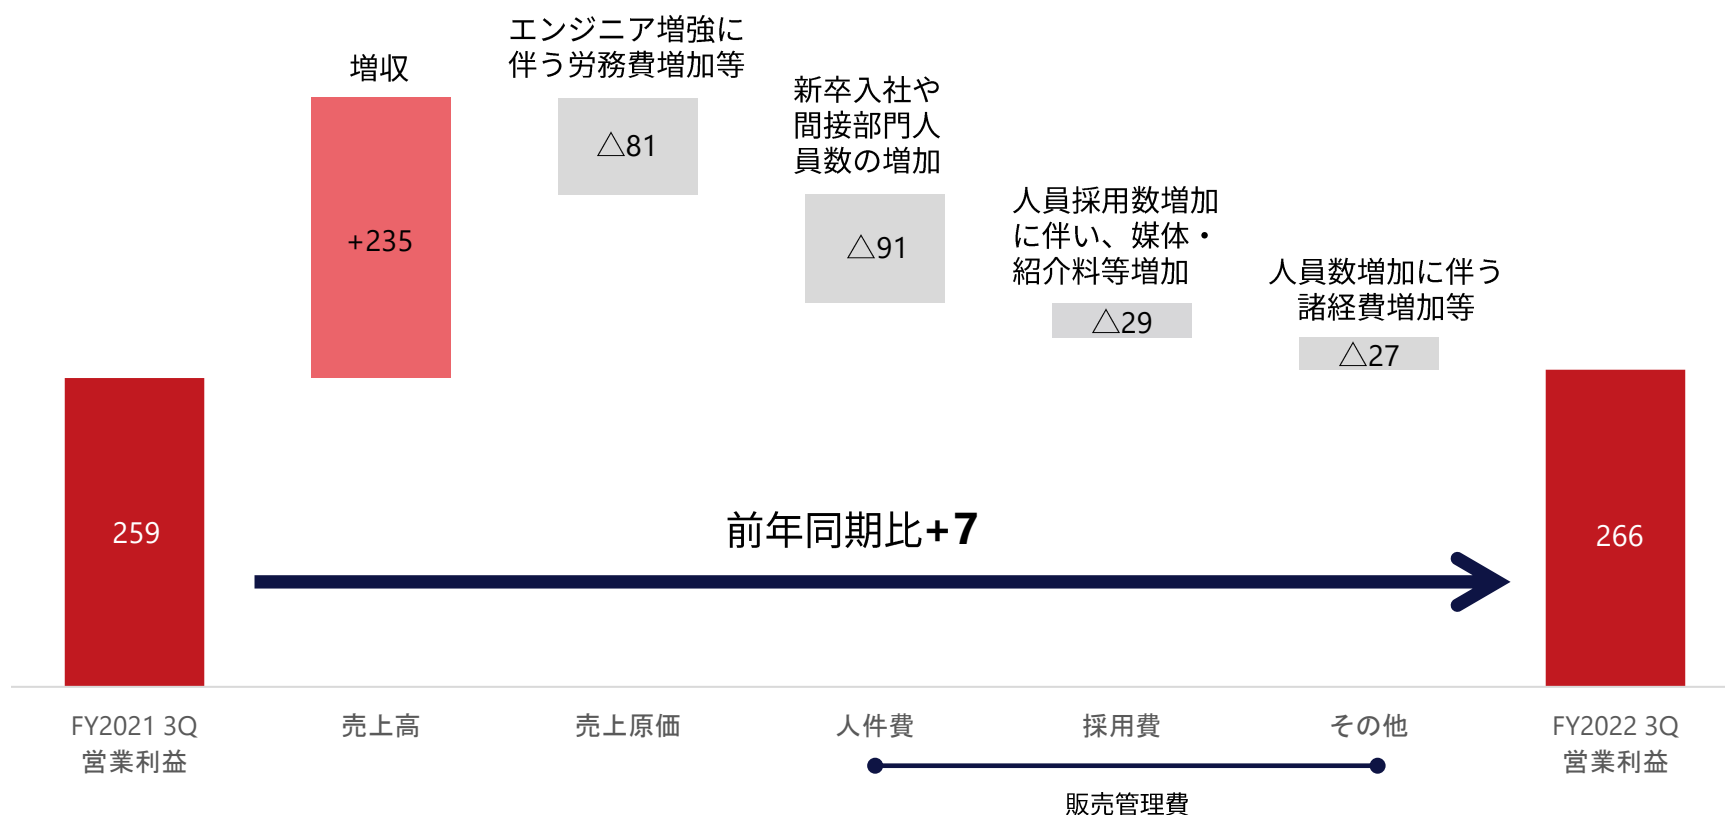 増収
+235
エンジニア増強に
伴う労務費増加等
△81
新卒入社や
間接部門人
員数の増加
△91
人員採用数増加
に伴い、媒体・
紹介料等増加
△29
人員数増加に伴う
諸経費増加等
△27
259
266
前年同期比+7
FY2021 3Q
営業利益
売上高
売上原価
人件費
採用費
その他
FY2022 3Q
営業利益
販売管理費